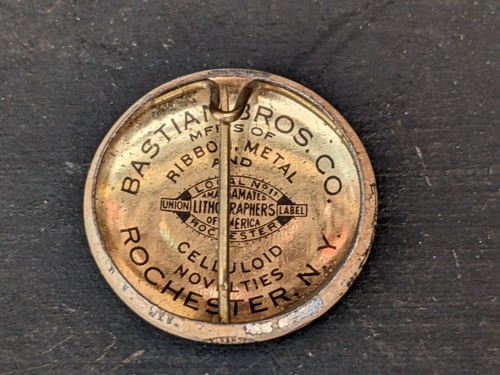 BASTIAN BROS. CO.
MFRS OF
RIBBON METAL
AND
LOCAL No 11
AMALGAMATED
UNION LITHOGRAPHERS LABEL
OF AMERICA
ROCHESTER
CELLULOID
NOVELTIES
ROCHESTER, N.Y.